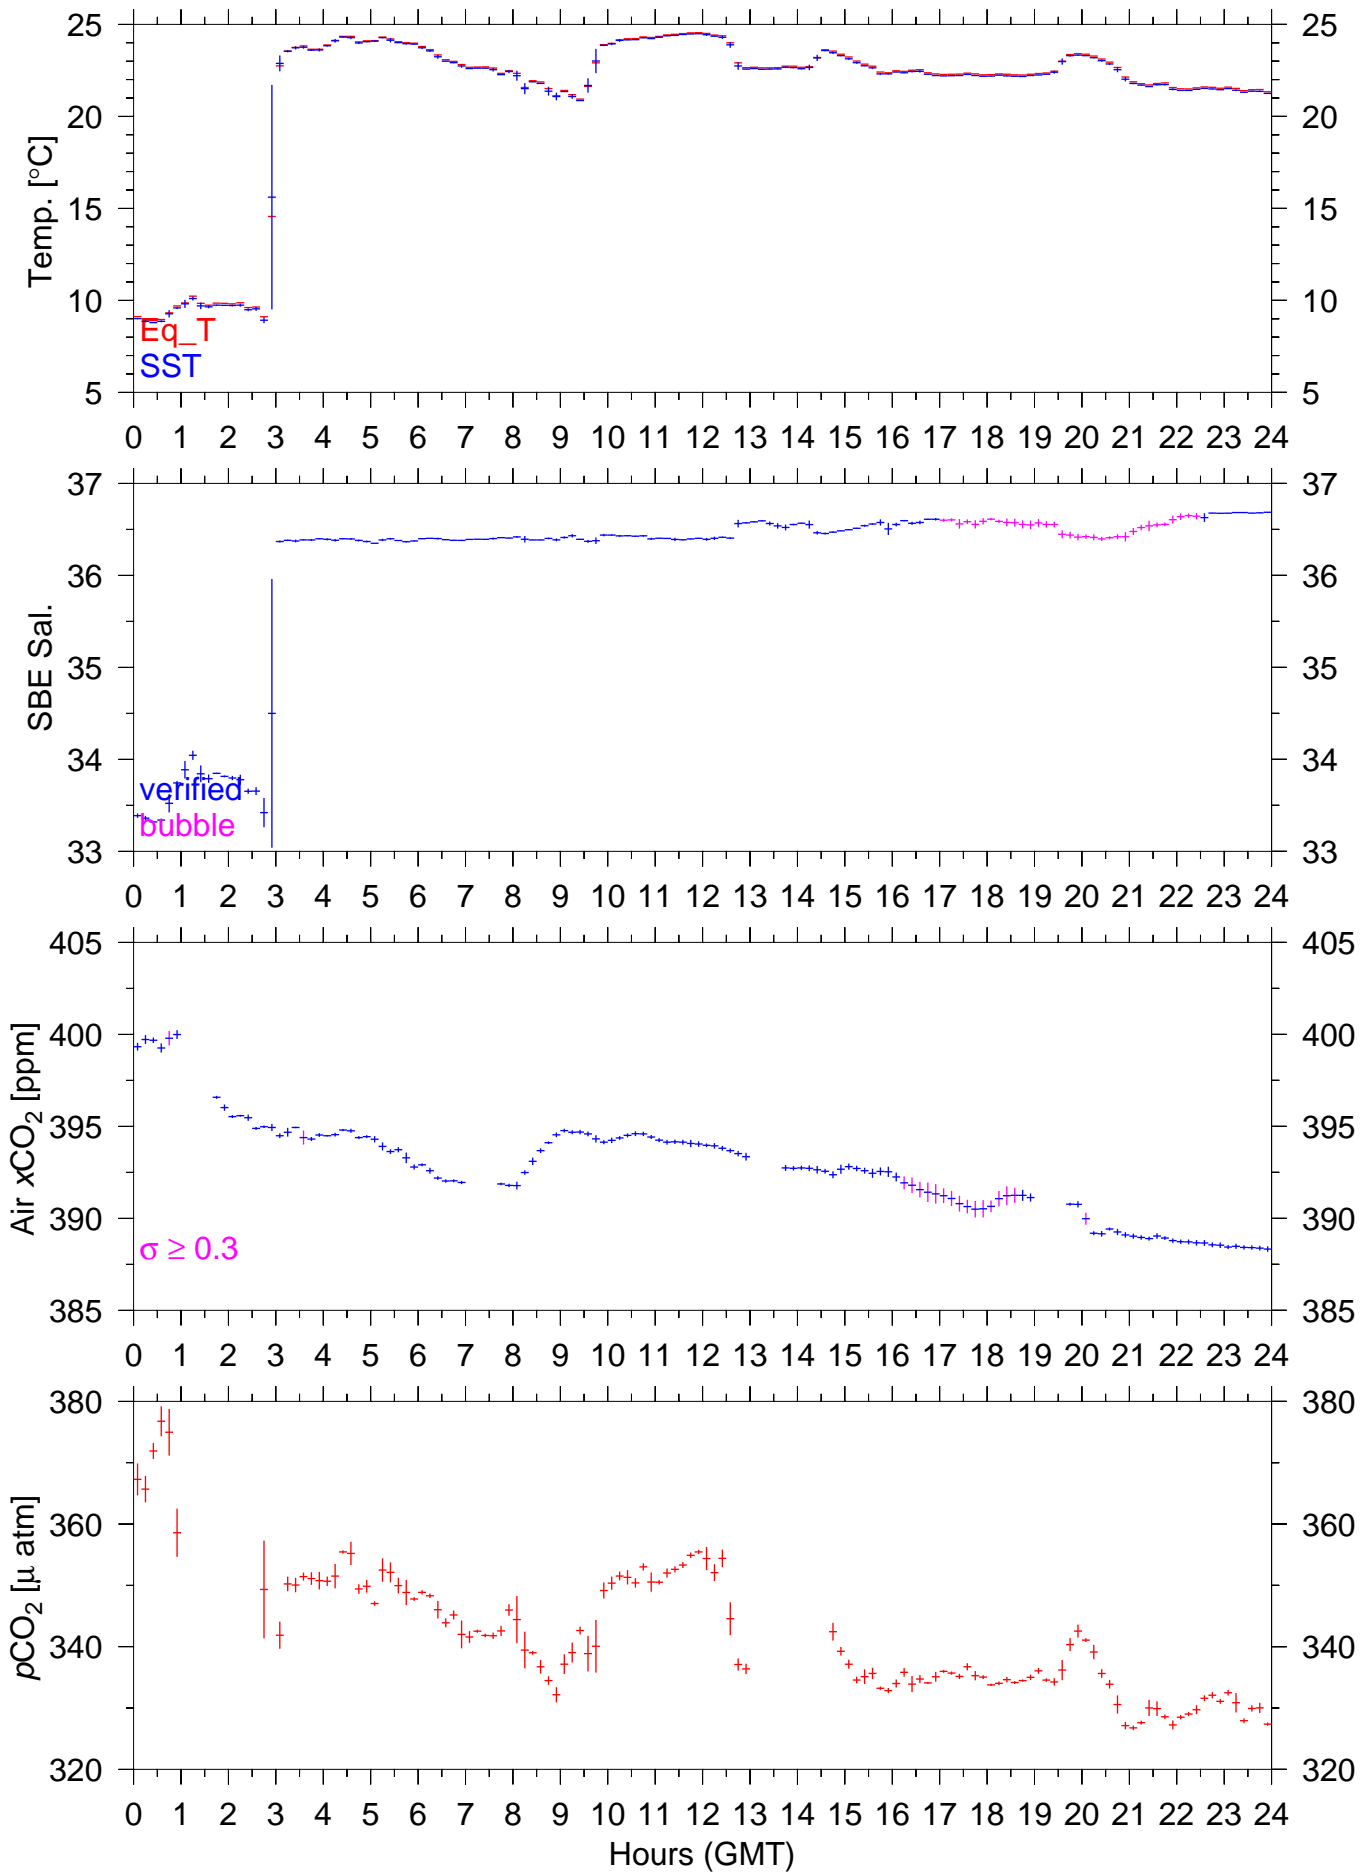 25 25
20 20
15 15
10 10
5 5
Temp. [°C]
Eq_T
SST
0 1 2 3 4 5 6 7 8 9 10 11 12 13 14 15 16 17 18 19 20 21 22 23 24
37 37
36 36
35 35
34 34
33 33
SBE Sal.
verified
bubble
0 1 2 3 4 5 6 7 8 9 10 11 12 13 14 15 16 17 18 19 20 21 22 23 24
405 405
400 400
395 395
390 390
385 385
Air xCO₂ [ppm]
σ ≥ 0.3
0 1 2 3 4 5 6 7 8 9 10 11 12 13 14 15 16 17 18 19 20 21 22 23 24
380 380
360 360
340 340
320 320
pCO₂ [μ atm]
0 1 2 3 4 5 6 7 8 9 10 11 12 13 14 15 16 17 18 19 20 21 22 23 24
Hours (GMT)